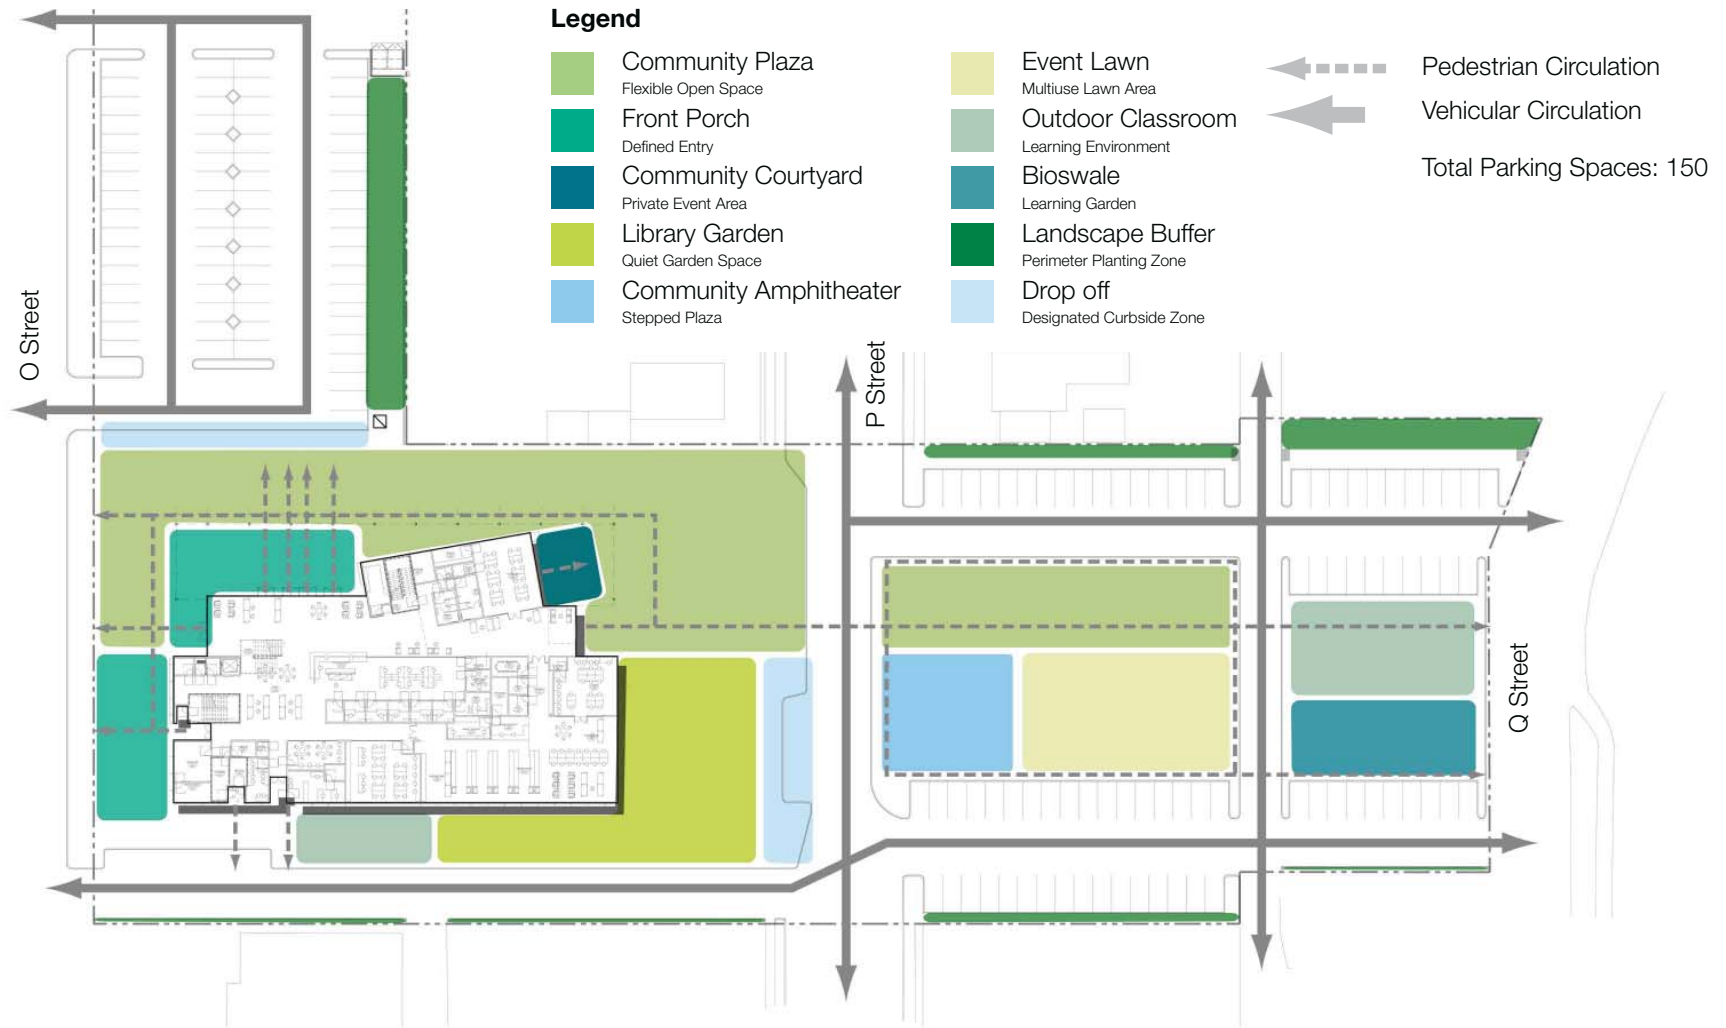 Legend
Community Plaza
Flexible Open Space
Front Porch
Defined Entry
Community Courtyard
Private Event Area
Library Garden
Quiet Garden Space
Community Amphitheater
Stepped Plaza
Event Lawn
Multiuse Lawn Area
Outdoor Classroom
Learning Environment
Bioswale
Learning Garden
Landscape Buffer
Perimeter Planting Zone
Drop off
Designated Curbside Zone
Pedestrian Circulation
Vehicular Circulation
Total Parking Spaces: 150
O Street
P Street
Q Street